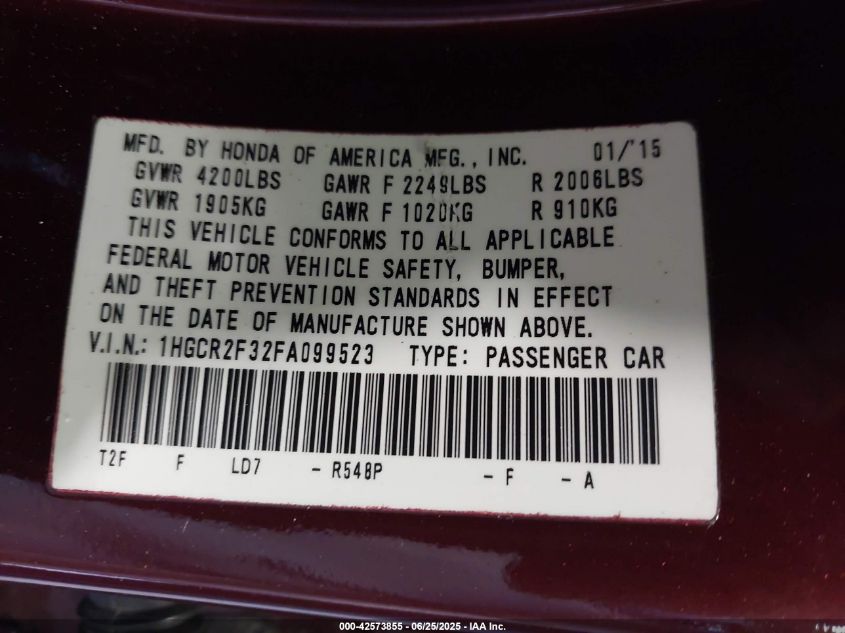 MFD. BY HONDA OF AMERICA MFG., INC. 01/'15
GVWR 4200LBS GAWR F 2249LBS R 2006LBS
GVWR 1905KG GAWR F 1020KG R 910KG
THIS VEHICLE CONFORMS TO ALL APPLICABLE
FEDERAL MOTOR VEHICLE SAFETY, BUMPER,
AND THEFT PREVENTION STANDARDS IN EFFECT
ON THE DATE OF MANUFACTURE SHOWN ABOVE.
V.I.N.: 1HGCR2F32FA099523 TYPE: PASSENGER CAR
T2F F LD7 - R548P - F - A
000-42573855 - 06/25/2025 - IAA Inc.